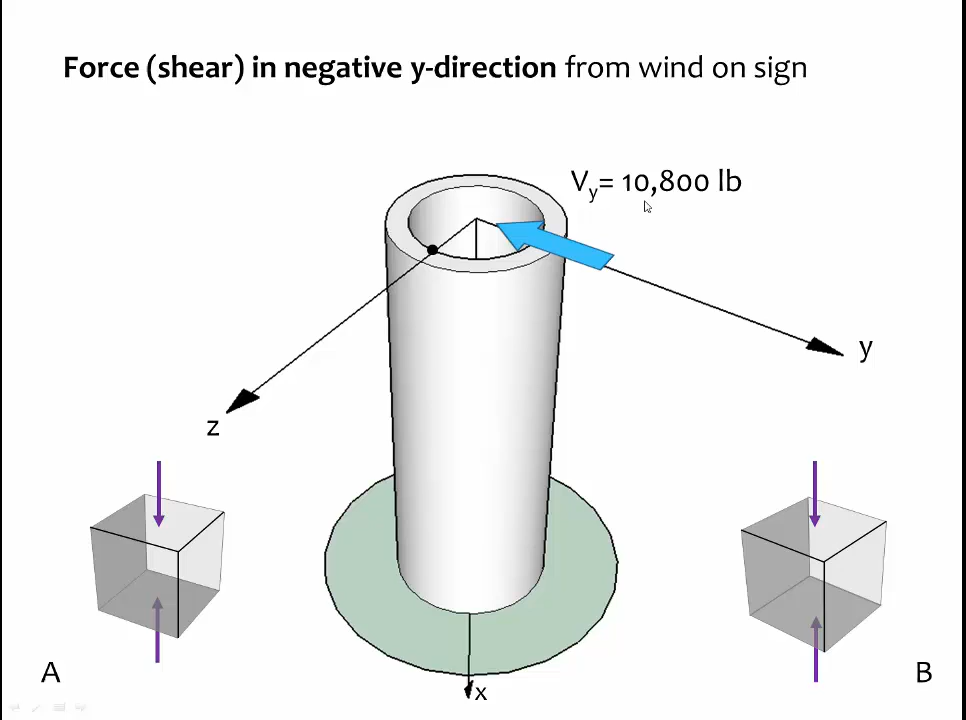 Force (shear) in negative y-direction from wind on sign
Vy= 10,800 lb
y
z
A
B
x